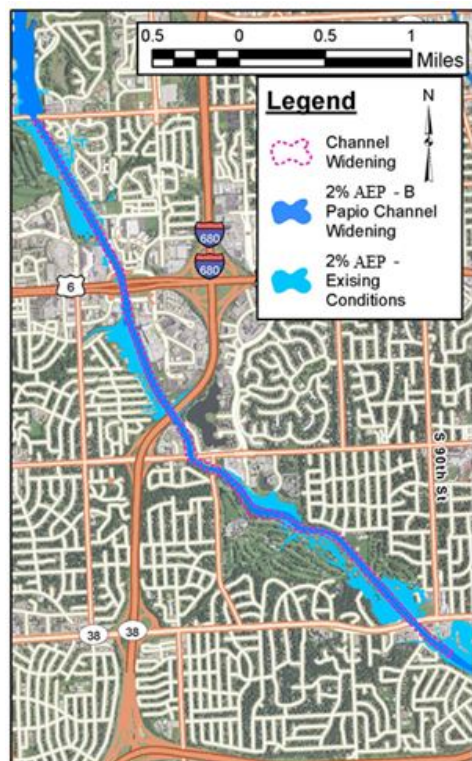 0.5 0 0.5 1
Miles
Legend
N
Channel
Widening
2% AEP - B
Papio Channel
Widening
2% AEP -
Exising
Conditions
680
680
6
S 90th St
38
38